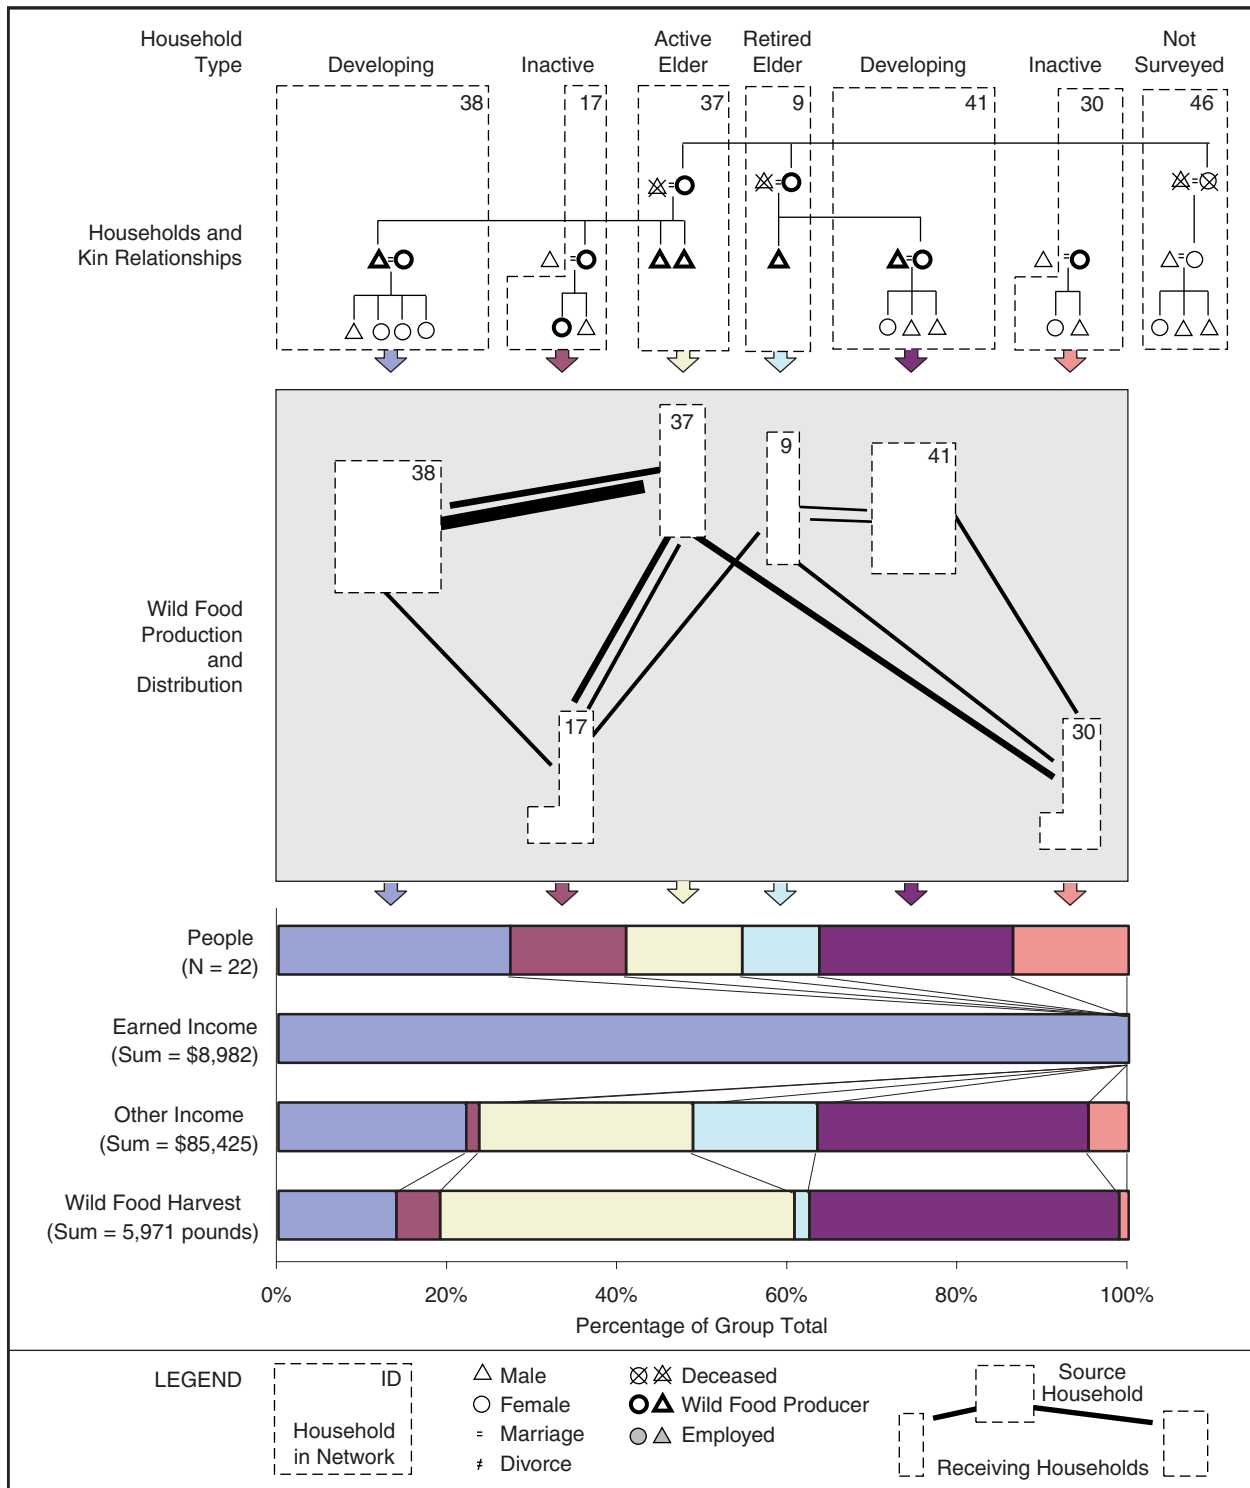 Household
Type
Developing
Inactive
Active
Elder
Retired
Elder
Developing
Inactive
Not
Surveyed
38
17
37
9
41
30
46
Households and
Kin Relationships
37
9
41
38
Wild Food
Production
and
Distribution
17
30
People
(N = 22)
Earned Income
(Sum = $8,982)
Other Income
(Sum = $85,425)
Wild Food Harvest
(Sum = 5,971 pounds)
0%
20%
40%
60%
80%
100%
Percentage of Group Total
LEGEND
ID
Household
in Network
Male
Female
= Marriage
≠ Divorce
Deceased
Wild Food Producer
Employed
Source
Household
Receiving Households